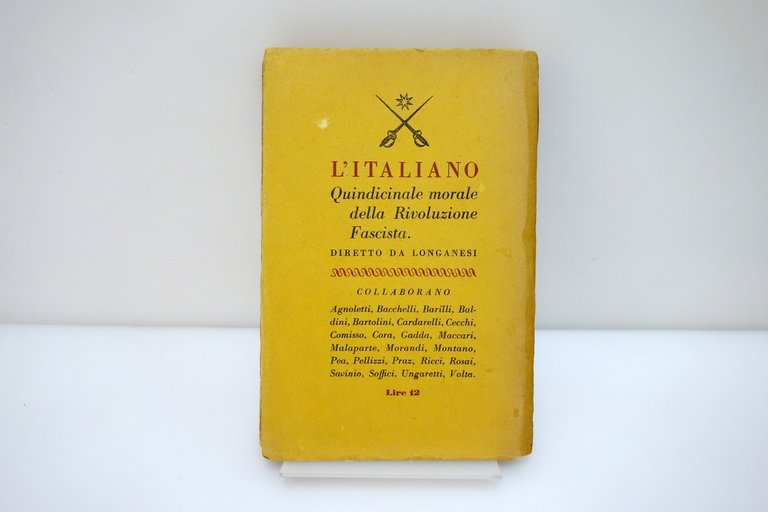 L'ITALIANO
Quindicinale morale
della Rivoluzione
Fascista.
DIRETTO DA LONGANESI
COLLABORANO
Agnoletti, Bacchelli, Barilli, Bal-
dini, Bartolini, Cardarelli, Cecchi,
Comisso, Cora, Gadda, Maccari,
Malaparte, Morandi, Montano,
Pea, Pellizzi, Praz, Ricci, Rosai,
Savinio, Soffici, Ungaretti, Volta.
Lire 12